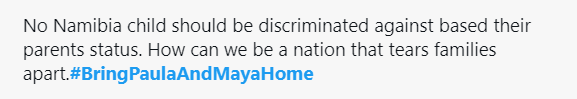 No Namibia child should be discriminated against based their
parents status. How can we be a nation that tears families
apart.#BringPaulaAndMayaHome